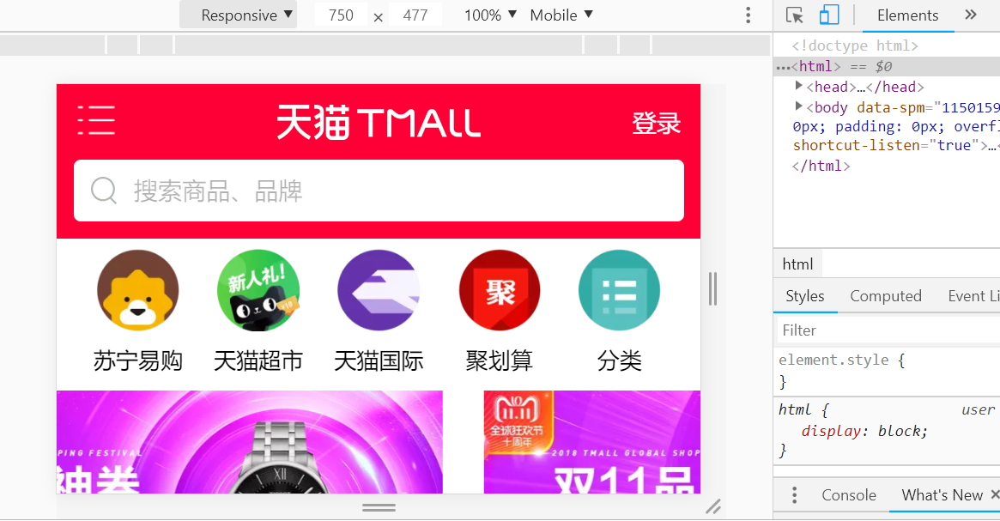 Responsive ▼ 750 × 477 100% ▼ Mobile ▼
Elements »
<!doctype html>
…<html> == $0
▶<head>…</head>
▶<body data-spm="1150159
0px; padding: 0px; overfl
shortcut-listen="true">…<
</html>
天猫 TMALL
登录
搜索商品、品牌
新人礼!
¥10
聚
苏宁易购 天猫超市 天猫国际 聚划算 分类
PING FESTIVAL
神券
XII
11.11
全球狂欢节
十周年
2018 TMALL GLOBAL SHOP
双11品
html
Styles Computed Event Li
Filter
element.style {
}
html { user
display: block;
}
Console What's New ×